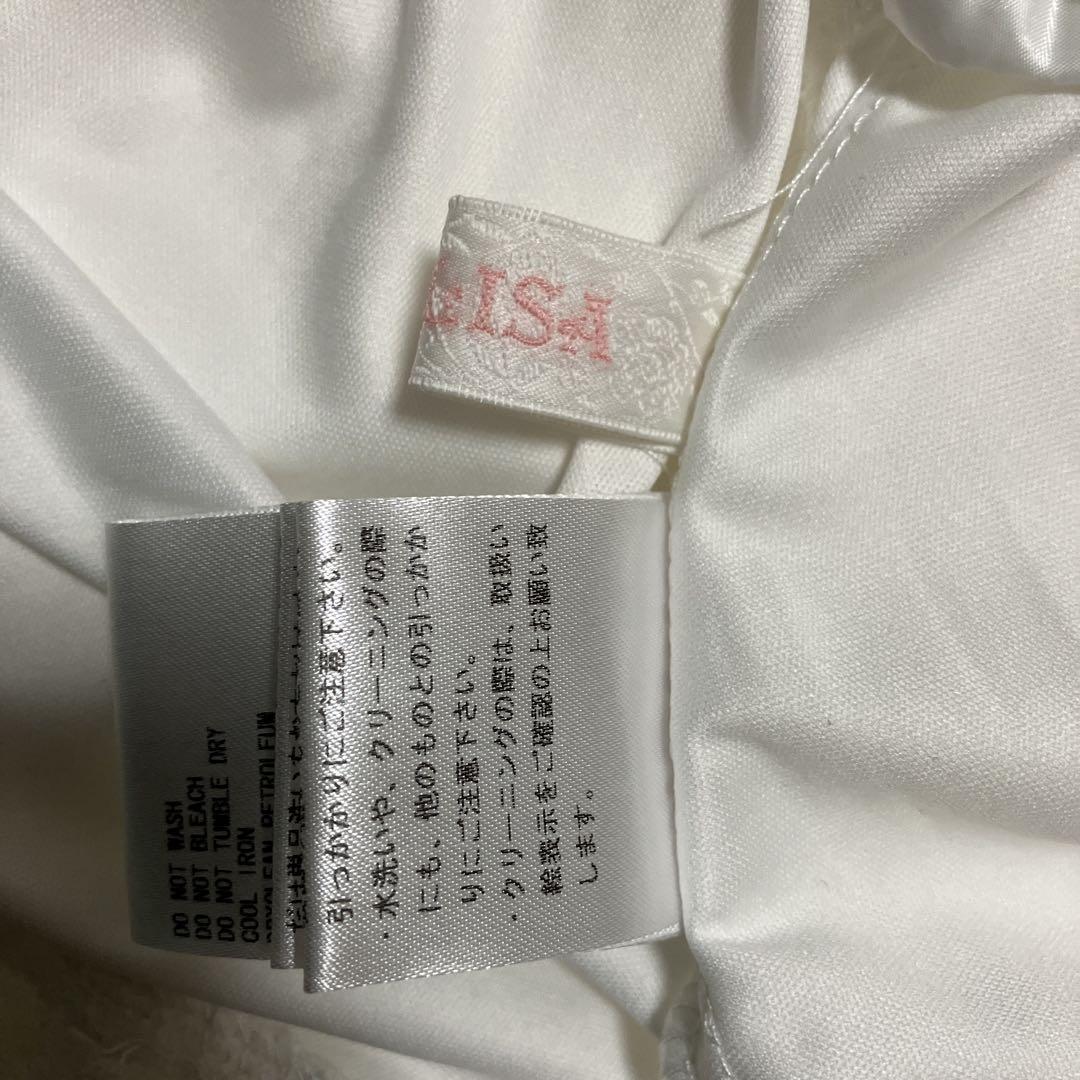 ISA
DO NOT WASH
DO NOT BLEACH
DO NOT TUMBLE DRY
COOL IRON
DRYCLEAN PETROLEUM
引っかかりにご注意下さい。
・水洗いや、クリーニングの際
にも、他のものとの引っかか
りにご注意下さい。
・クリーニングの際は、取扱い
絵表示をご確認の上お願い致
します。